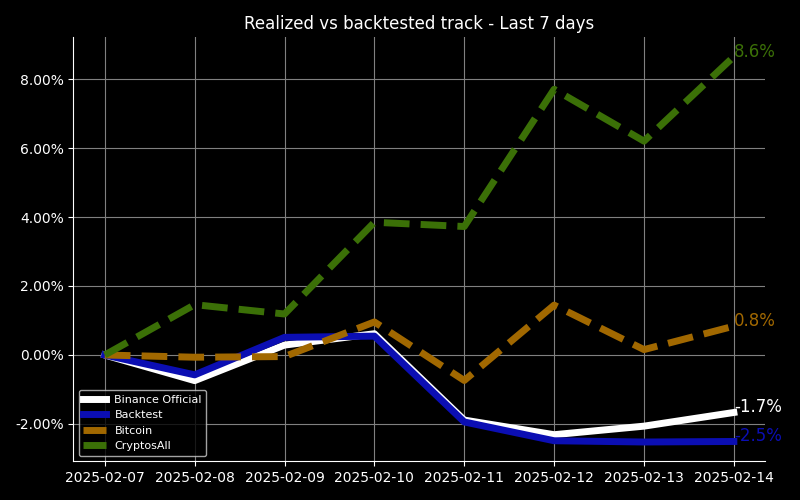 Realized vs backtested track - Last 7 days
8.6%
8.00%
6.00%
4.00%
2.00%
0.8%
0.00%
-1.7%
-2.00%
-2.5%
Binance Official
Backtest
Bitcoin
CryptosAll
2025-02-07 2025-02-08 2025-02-09 2025-02-10 2025-02-11 2025-02-12 2025-02-13 2025-02-14